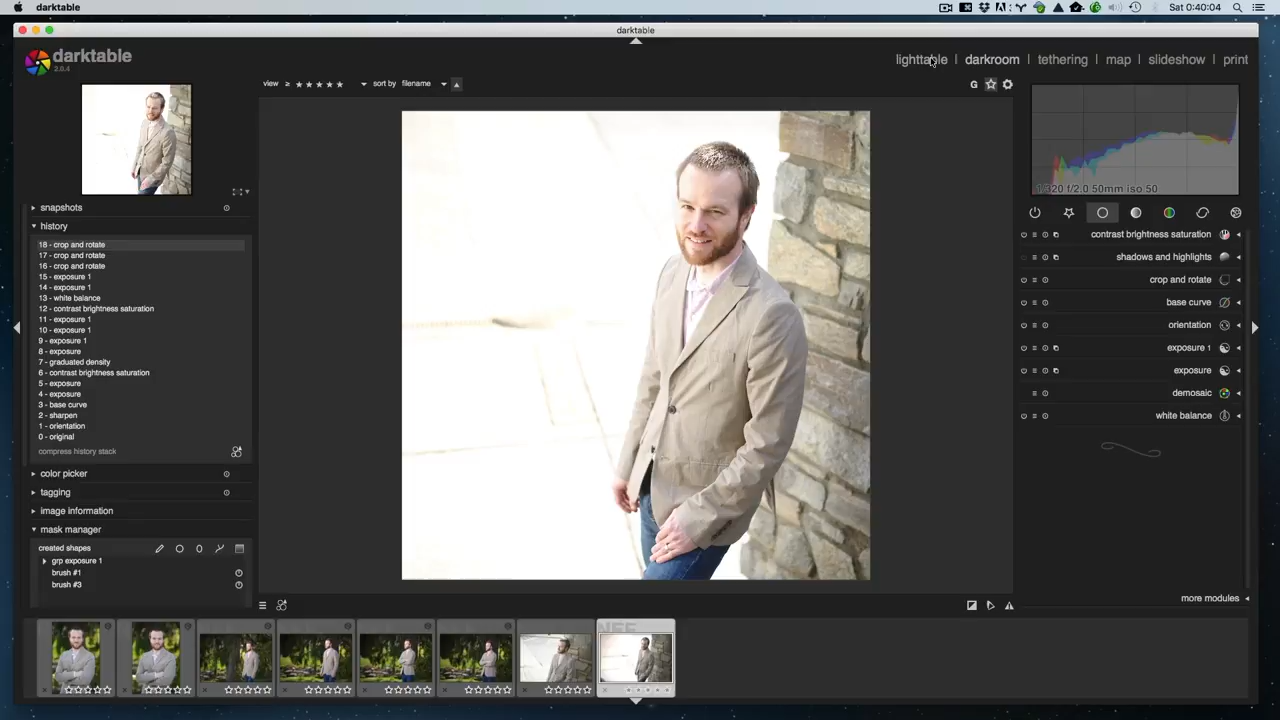 darktable
Sat 0:40:04
darktable
darktable
2.0.4
lighttable | darkroom | tethering | map | slideshow | print
view ≥ sort by filename
G
1/320 f/2.0 50mm iso 50
snapshots
history
18 - crop and rotate
17 - crop and rotate
16 - crop and rotate
15 - exposure 1
14 - exposure 1
13 - white balance
12 - contrast brightness saturation
11 - exposure 1
10 - exposure 1
9 - exposure 1
8 - exposure
7 - graduated density
6 - contrast brightness saturation
5 - exposure
4 - exposure
3 - base curve
2 - sharpen
1 - orientation
0 - original
compress history stack
color picker
tagging
image information
mask manager
created shapes
grp exposure 1
brush #1
brush #3
contrast brightness saturation
shadows and highlights
crop and rotate
base curve
orientation
exposure 1
exposure
demosaic
white balance
more modules